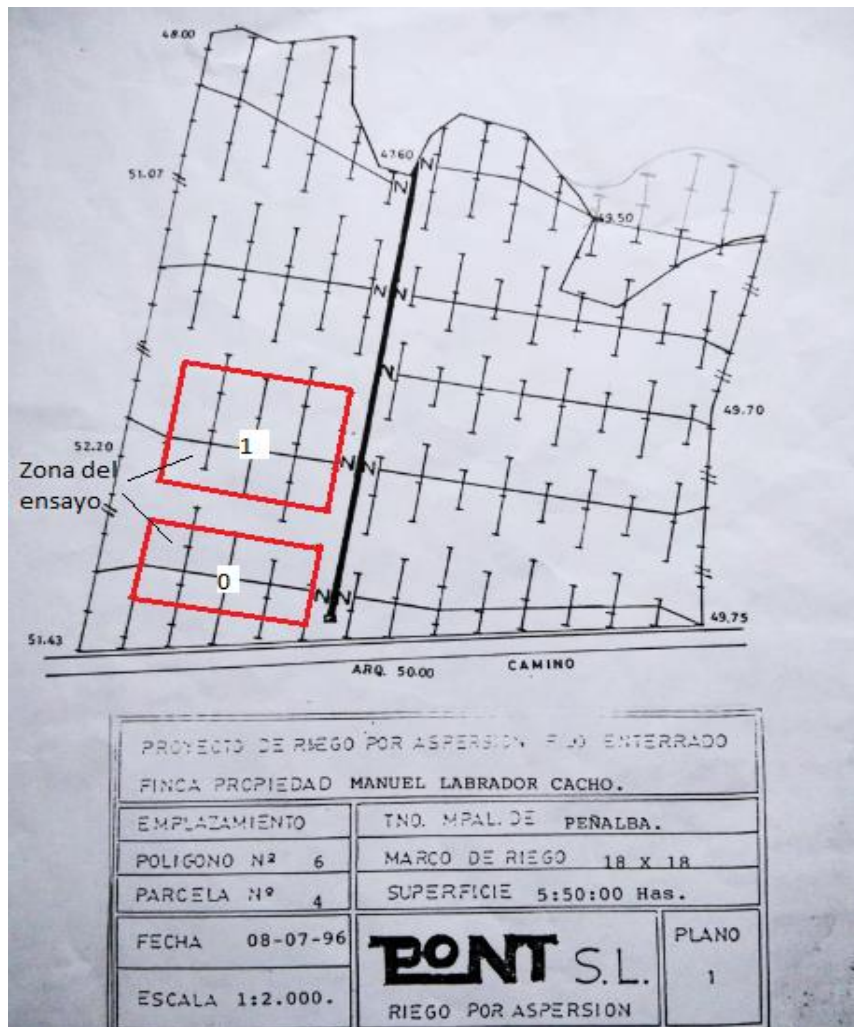 48.00
47.60
51.07
49.50
49.70
52.20
Zona del
ensayo
1
0
N
N
N
N
N
N
N
N
N
51.43
49.75
ARQ. 50.00
CAMINO
PROYECTO DE RIEGO POR ASPERSION FIJO ENTERRADO
FINCA PROPIEDAD MANUEL LABRADOR CACHO.
EMPLAZAMIENTO
TNO. MPAL. DE PEÑALBA.
POLIGONO Nº 6
MARCO DE RIEGO 18 X 18
PARCELA Nº 4
SUPERFICIE 5:50:00 Has.
FECHA 08-07-96
ESCALA 1:2.000.
PONT S.L.
RIEGO POR ASPERSION
PLANO
1